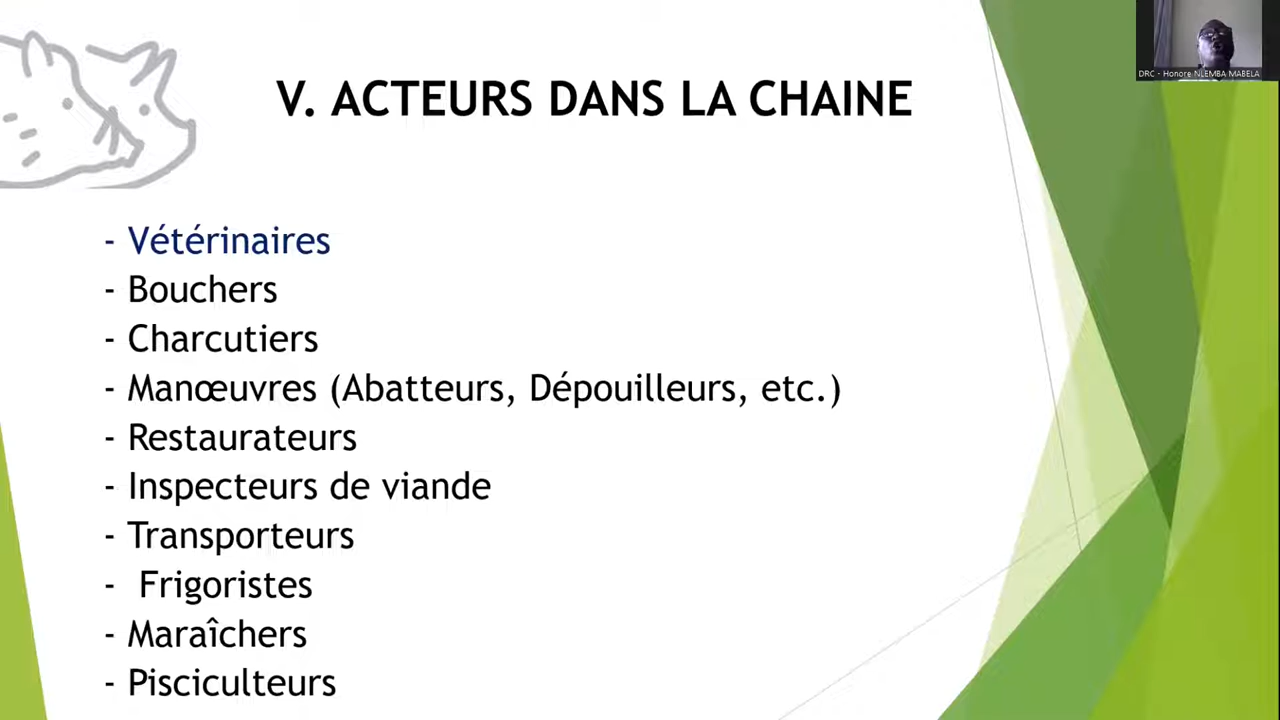 DRC - Honore NLEMBA MABELA
V. ACTEURS DANS LA CHAINE
- Vétérinaires
- Bouchers
- Charcutiers
- Manœuvres (Abatteurs, Dépouilleurs, etc.)
- Restaurateurs
- Inspecteurs de viande
- Transporteurs
- Frigoristes
- Maraîchers
- Pisciculteurs